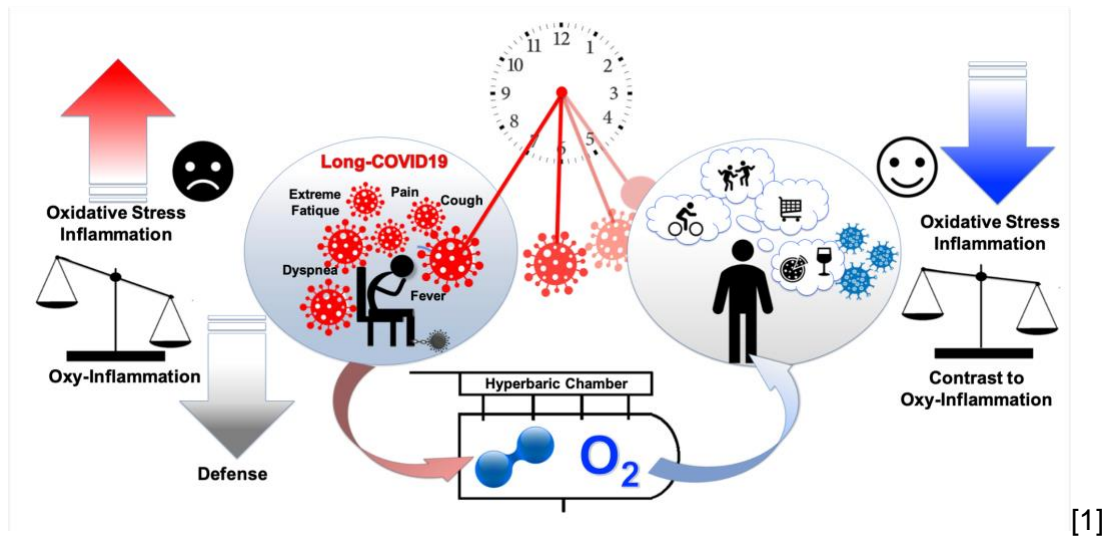 12
11
1
10
2
9
3
8
4
7
5
6
Long-COVID19
Extreme
Fatique
Pain
Cough
Dyspnea
Fever
Oxidative Stress
Inflammation
Oxy-Inflammation
Defense
Hyperbaric Chamber
O2
Oxidative Stress
Inflammation
Contrast to
Oxy-Inflammation
[1]